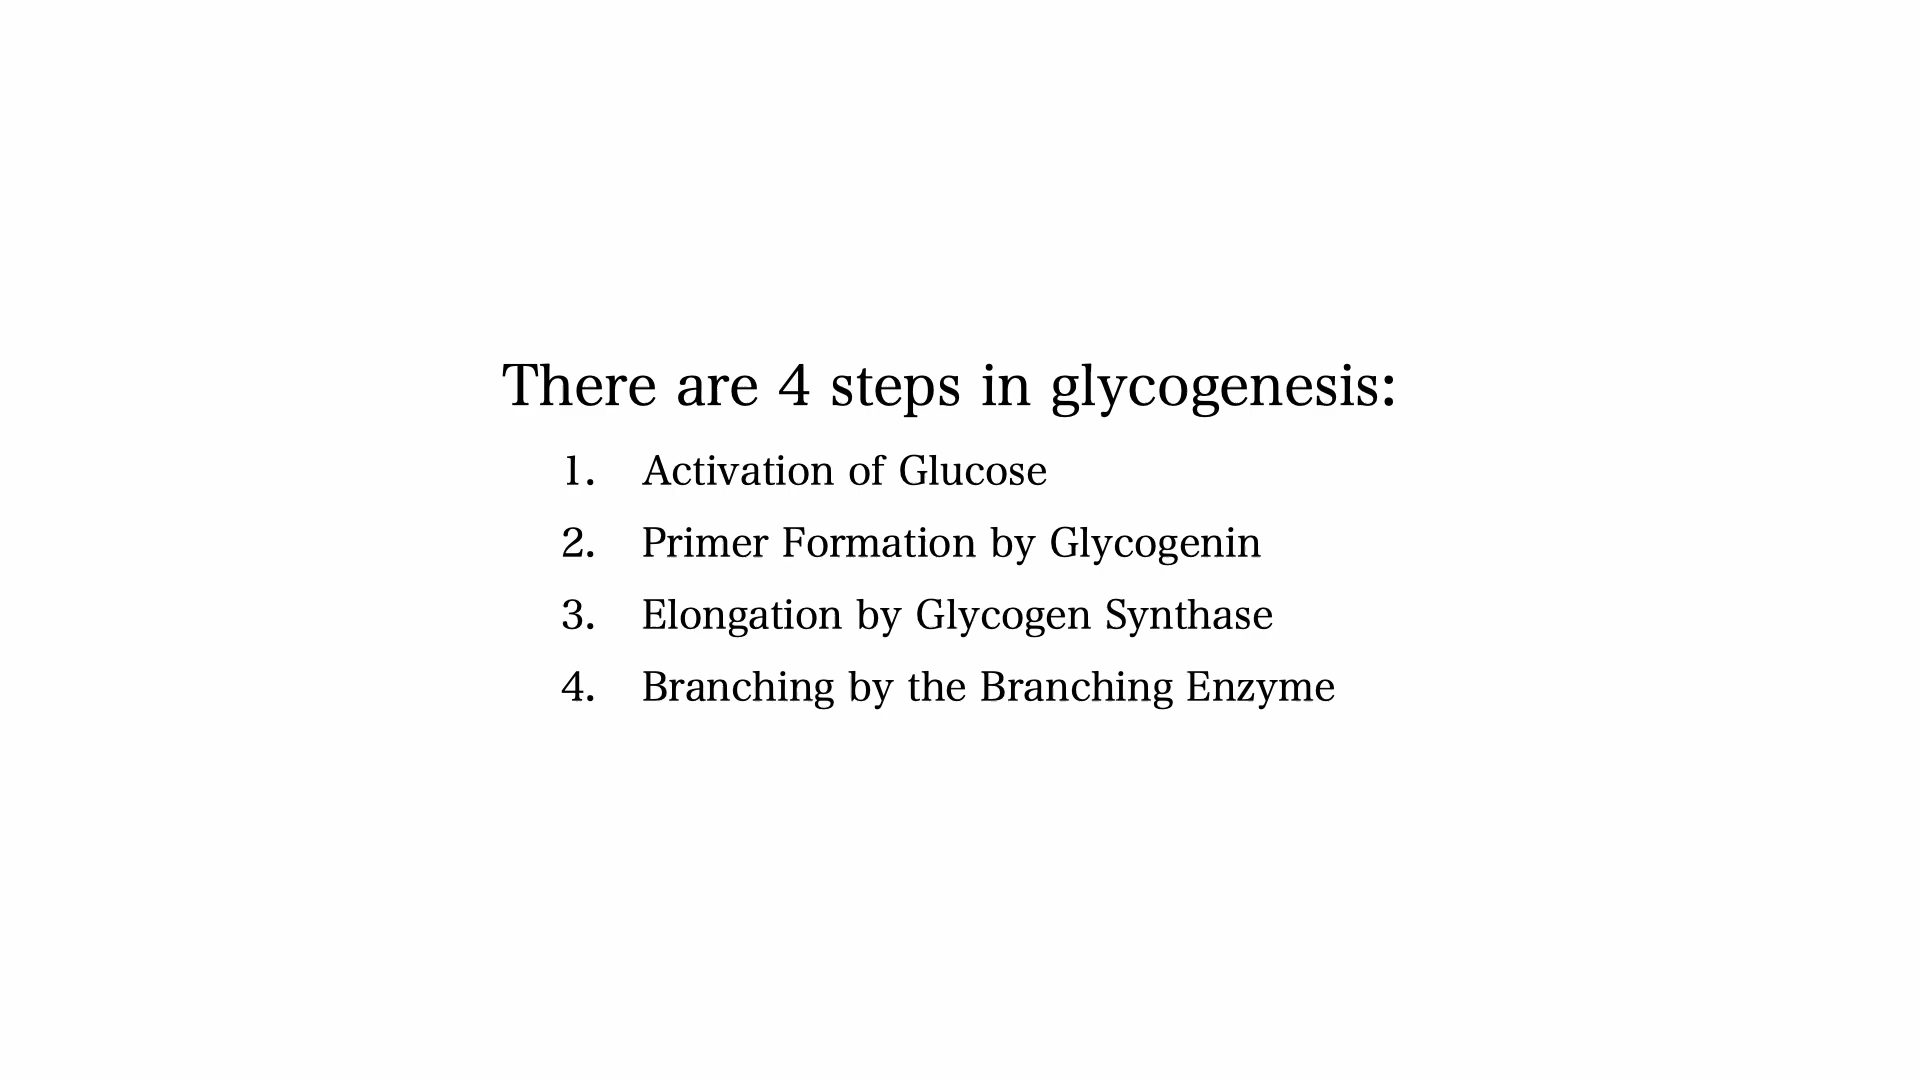 There are 4 steps in glycogenesis:
1. Activation of Glucose
2. Primer Formation by Glycogenin
3. Elongation by Glycogen Synthase
4. Branching by the Branching Enzyme